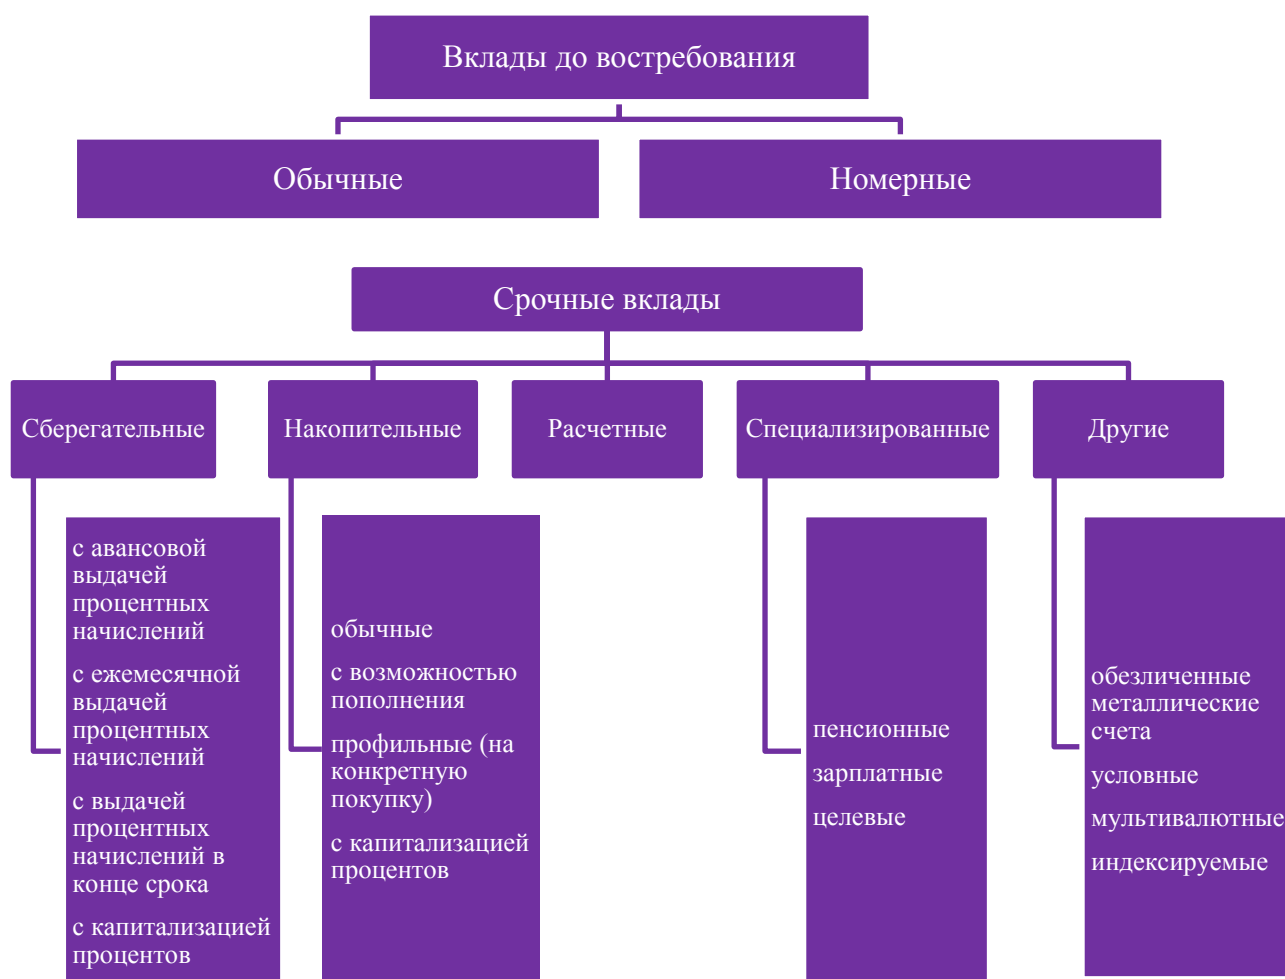 Вклады до востребования
Обычные
Номерные
Срочные вклады
Сберегательные
Накопительные
Расчетные
Специализированные
Другие
с авансовой
выдачей
процентных
начислений
с ежемесячной
выдачей
процентных
начислений
с выдачей
процентных
начислений в
конце срока
с капитализацией
процентов
обычные
с возможностью
пополнения
профильные (на
конкретную
покупку)
с капитализацией
процентов
пенсионные
зарплатные
целевые
обезличенные
металлические
счета
условные
мультивалютные
индексируемые